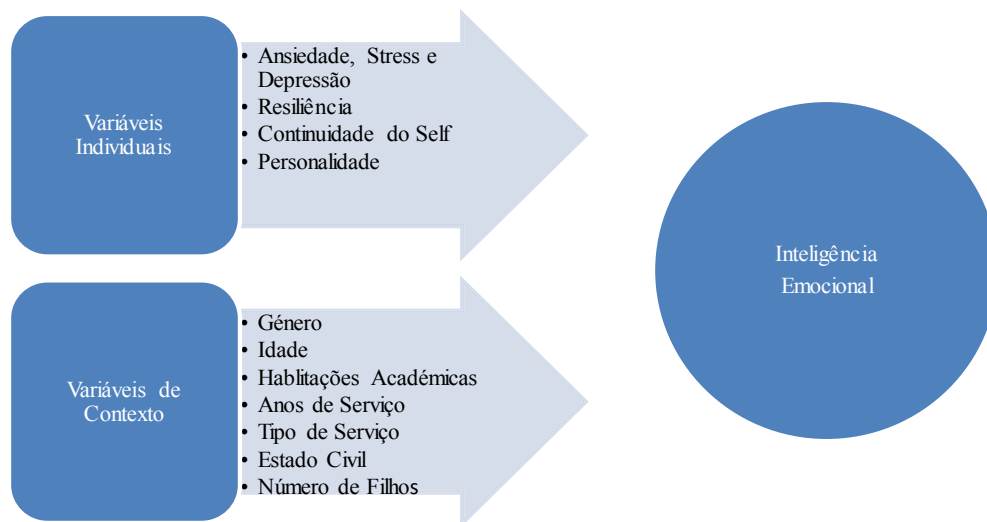 Variáveis
Individuais
• Ansiedade, Stress e
Depressão
• Resiliência
• Continuidade do Self
• Personalidade
Variáveis de
Contexto
• Género
• Idade
• Hablitações Académicas
• Anos de Serviço
• Tipo de Serviço
• Estado Civil
• Número de Filhos
Inteligência
Emocional